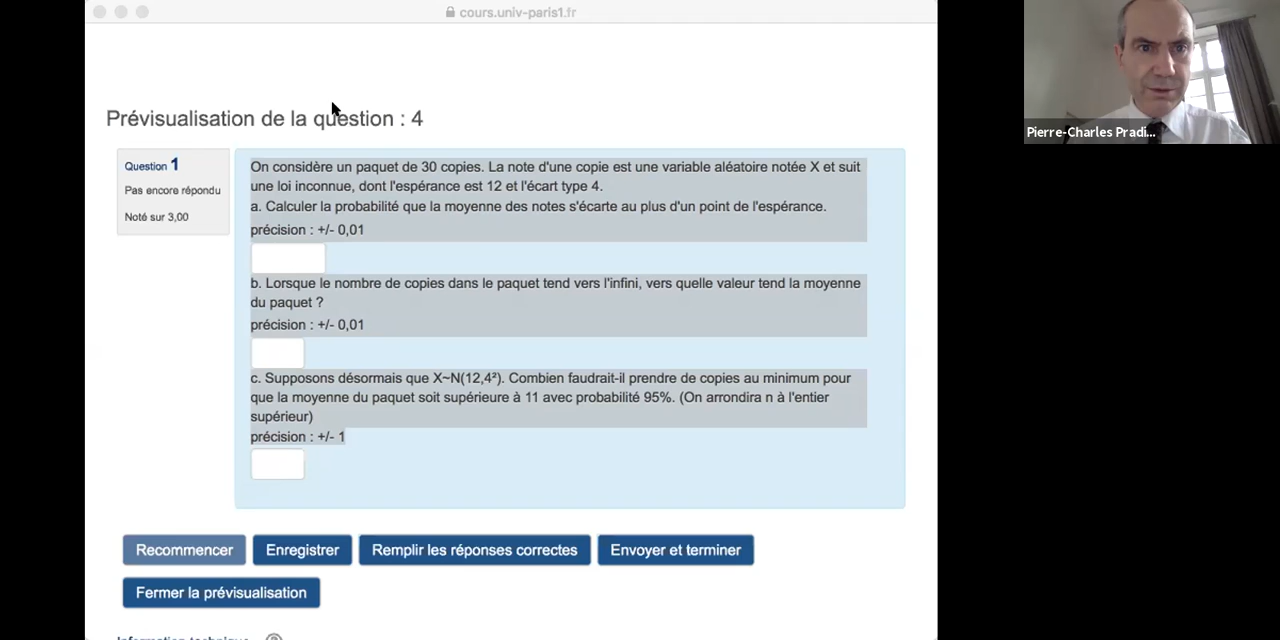 cours.univ-paris1.fr
Pierre-Charles Pradi...
Prévisualisation de la question : 4
Question 1
Pas encore répondu
Noté sur 3,00
On considère un paquet de 30 copies. La note d'une copie est une variable aléatoire notée X et suit
une loi inconnue, dont l'espérance est 12 et l'écart type 4.
a. Calculer la probabilité que la moyenne des notes s'écarte au plus d'un point de l'espérance.
précision : +/- 0,01
b. Lorsque le nombre de copies dans le paquet tend vers l'infini, vers quelle valeur tend la moyenne
du paquet ?
précision : +/- 0,01
c. Supposons désormais que X~N(12,4²). Combien faudrait-il prendre de copies au minimum pour
que la moyenne du paquet soit supérieure à 11 avec probabilité 95%. (On arrondira n à l'entier
supérieur)
précision : +/- 1
Recommencer
Enregistrer
Remplir les réponses correctes
Envoyer et terminer
Fermer la prévisualisation
Information technique